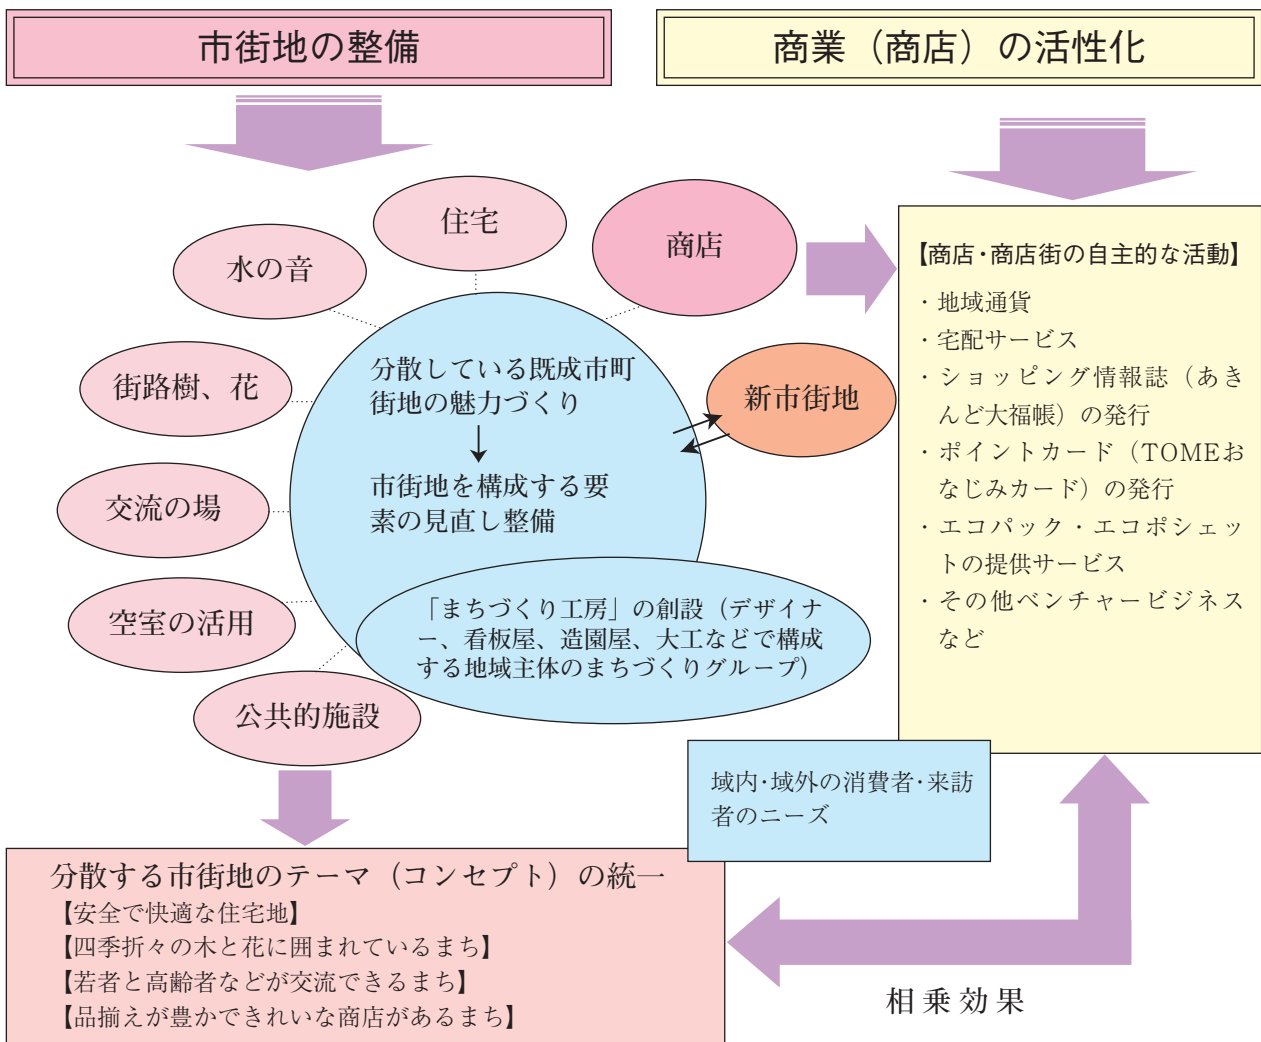 市街地の整備
商業（商店）の活性化
住宅
商店
水の音
街路樹、花
交流の場
空室の活用
公共的施設
新市街地
分散している既成市町
街地の魅力づくり
市街地を構成する要
素の見直し整備
「まちづくり工房」の創設（デザイナ
ー、看板屋、造園屋、大工などで構成
する地域主体のまちづくりグループ）
【商店・商店街の自主的な活動】
・地域通貨
・宅配サービス
・ショッピング情報誌（あき
んど大福帳）の発行
・ポイントカード（TOMEお
なじみカード）の発行
・エコパック・エコポシェッ
トの提供サービス
・その他ベンチャービジネス
など
域内・域外の消費者・来訪
者のニーズ
分散する市街地のテーマ（コンセプト）の統一
【安全で快適な住宅地】
【四季折々の木と花に囲まれているまち】
【若者と高齢者などが交流できるまち】
【品揃えが豊かできれいな商店があるまち】
相乗効果